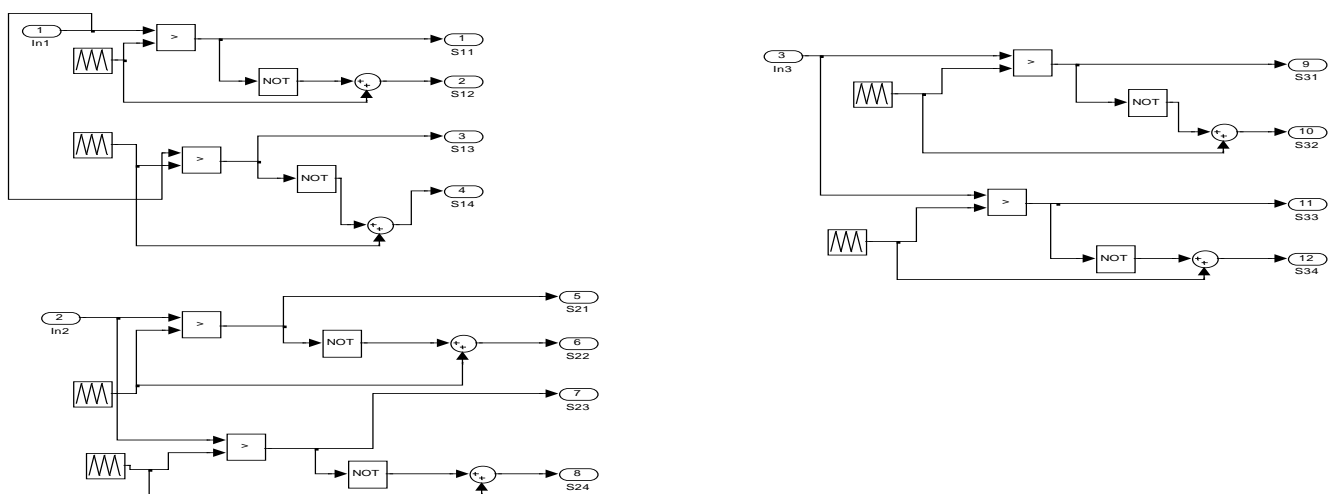 1
In1
>
1
S11
NOT
++
2
S12
3
S13
>
NOT
4
S14
++
2
In2
>
5
S21
NOT
++
6
S22
7
S23
>
NOT
++
8
S24
3
In3
>
9
S31
NOT
++
10
S32
>
11
S33
NOT
++
12
S34